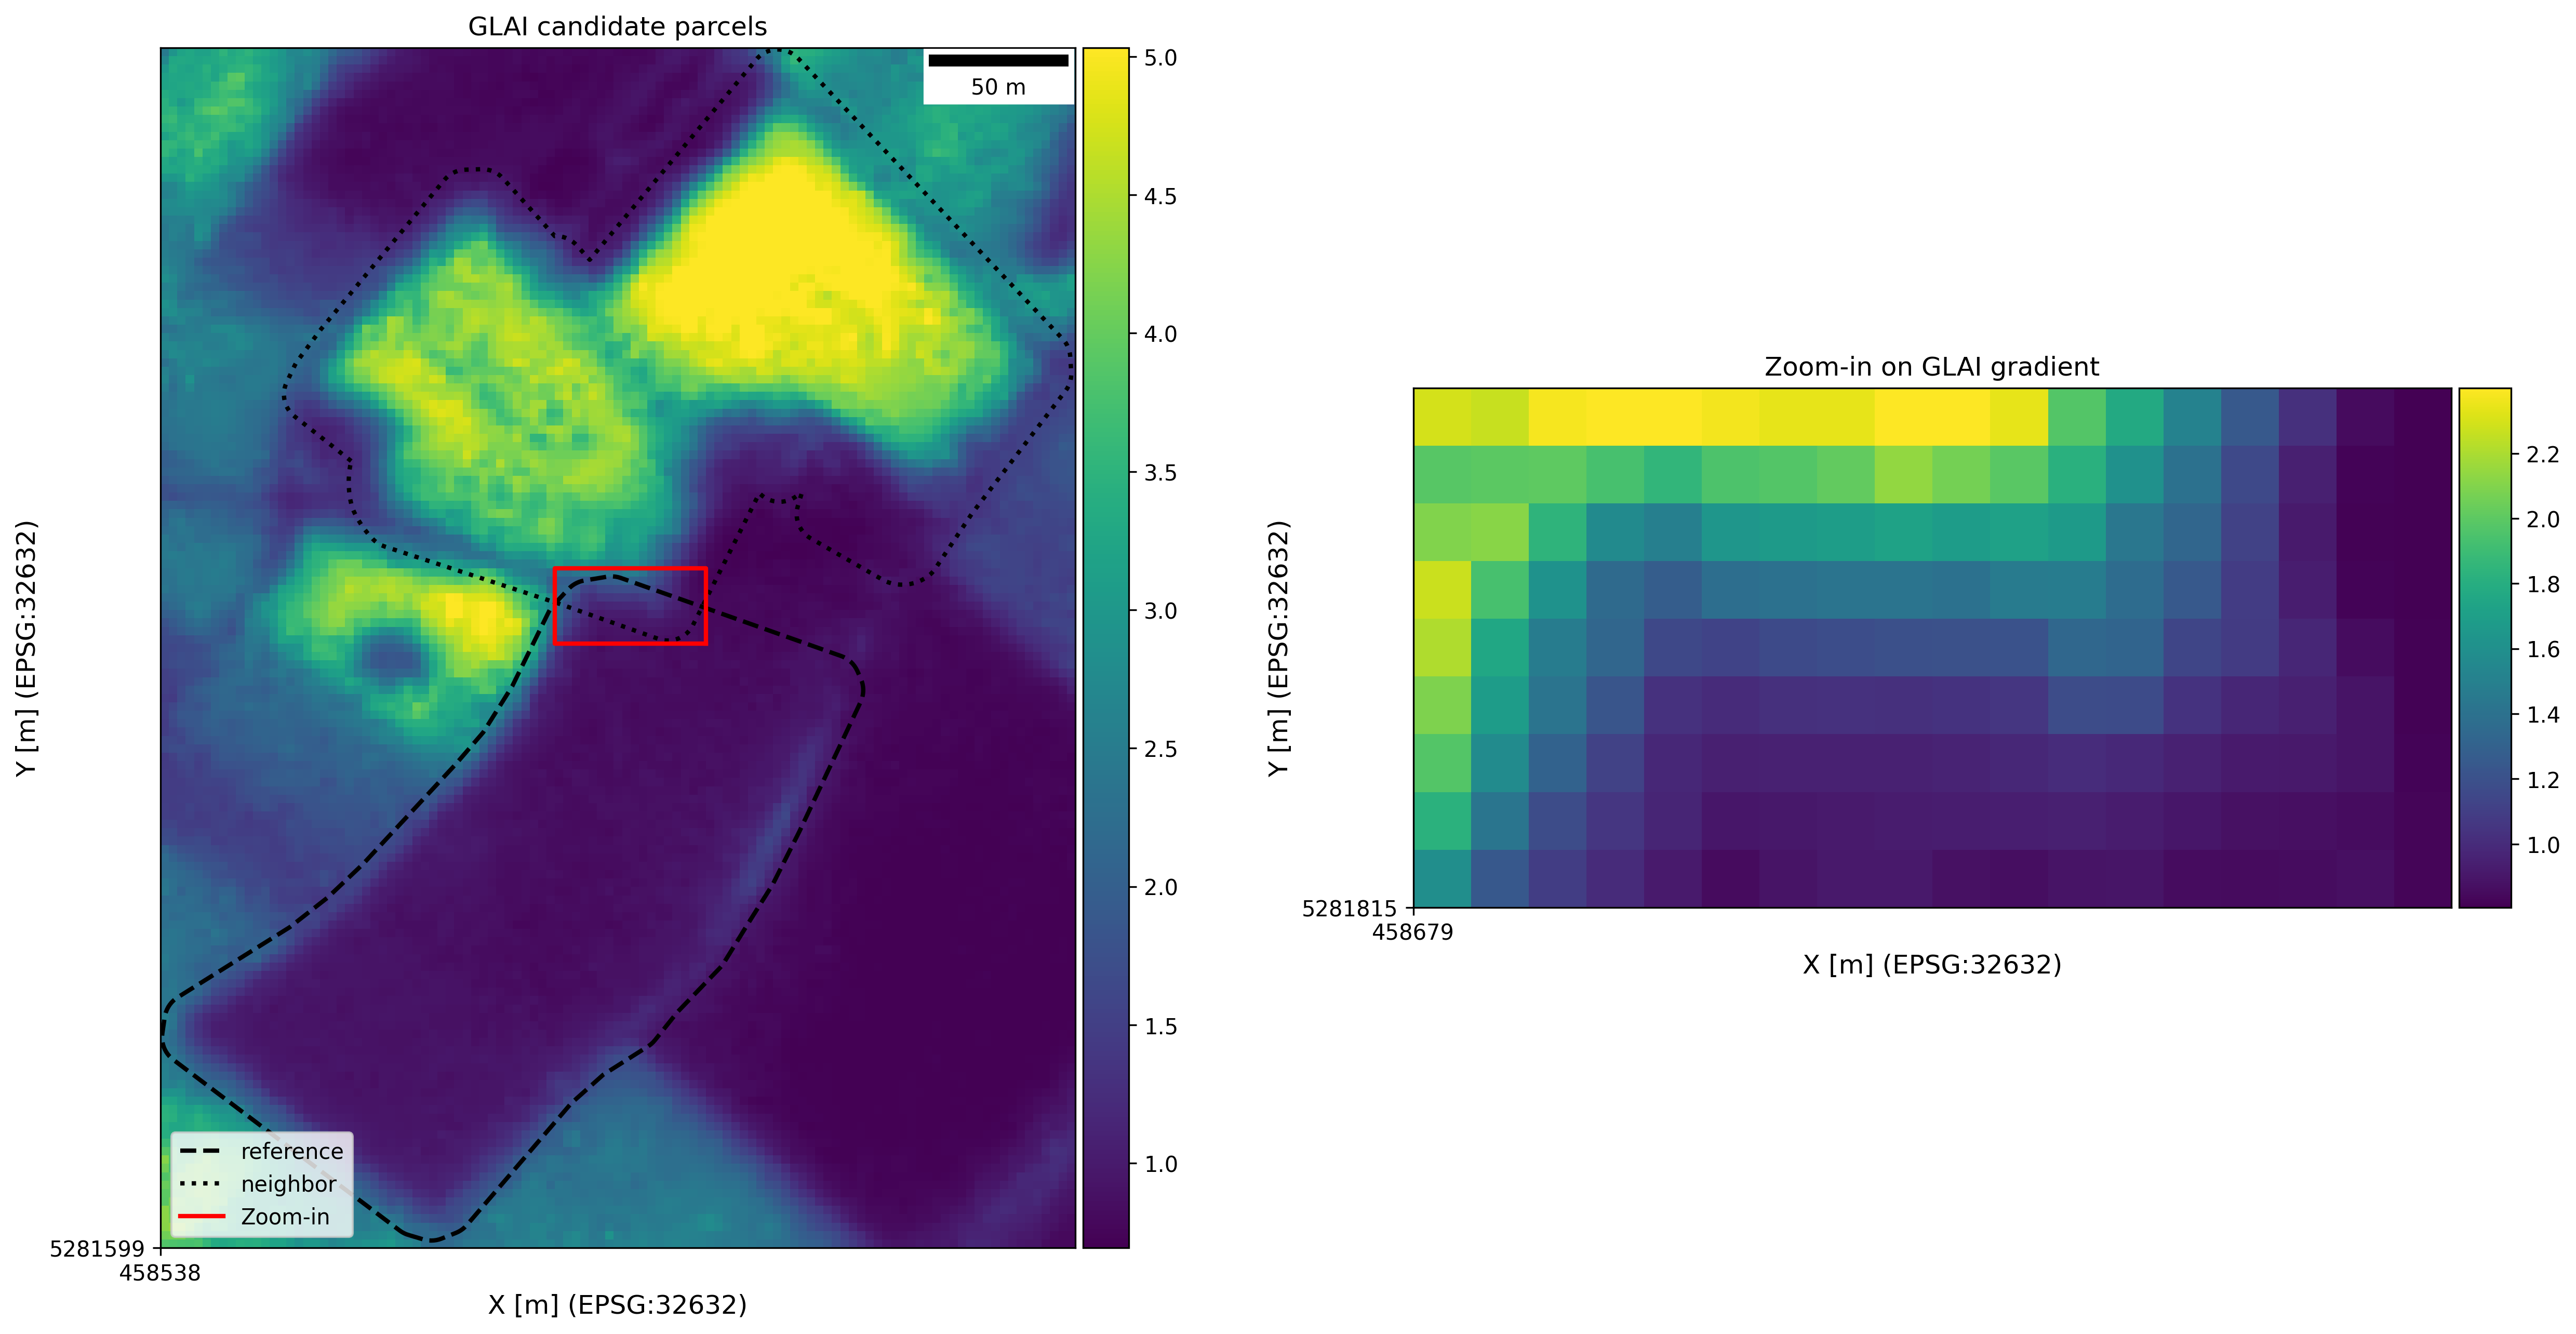 GLAI candidate parcels
50 m
5.0
4.5
4.0
3.5
3.0
2.5
2.0
1.5
1.0
Y [m] (EPSG:32632)
reference
neighbor
Zoom-in
5281599
458538
X [m] (EPSG:32632)
Zoom-in on GLAI gradient
2.2
2.0
1.8
1.6
1.4
1.2
1.0
Y [m] (EPSG:32632)
5281815
458679
X [m] (EPSG:32632)